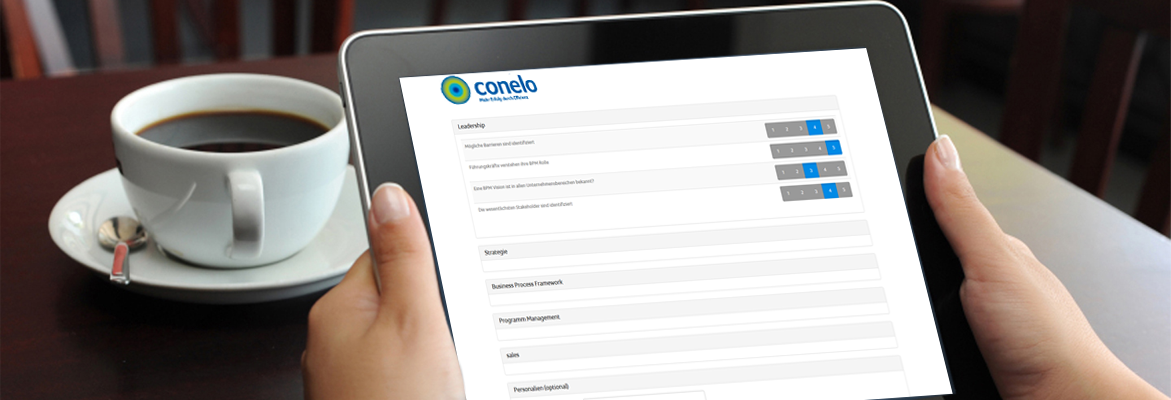 conelo
Mehr Erfolg durch Effizienz
Leadership
Mögliche Barrieren sind identifiziert
1 2 3 4 5
Führungskräfte verstehen Ihre BPM Rolle
1 2 3 4 5
Eine BPM Vision ist in allen Unternehmensbereichen bekannt?
1 2 3 4 5
Die wesentlichsten Stakeholder sind identifiziert
1 2 3 4 5
Strategie
Business Process Framework
Programm Management
sales
Personalien (optional)